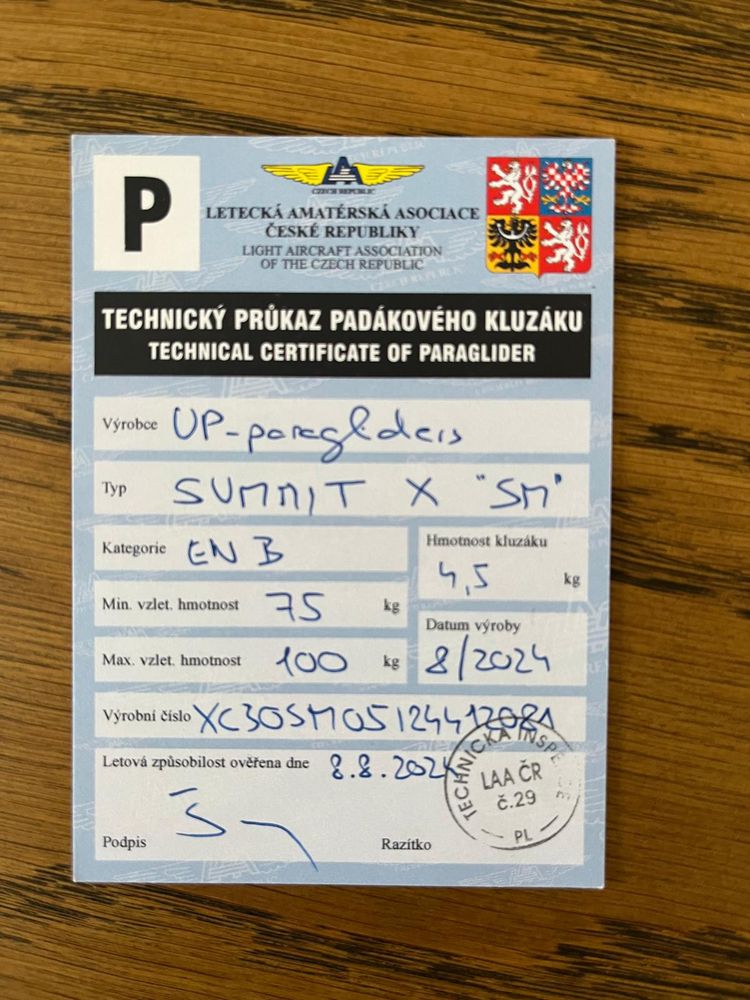 P
CZECH REPUBLIC
LETECKÁ AMATÉRSKÁ ASOCIACE
ČESKÉ REPUBLIKY
LIGHT AIRCRAFT ASSOCIATION
OF THE CZECH REPUBLIC
TECHNICKÝ PRŮKAZ PADÁKOVÉHO KLUZÁKU
TECHNICAL CERTIFICATE OF PARAGLIDER
Výrobce UP-paragliders
Typ SUMMIT X "SM"
Kategorie EN B
Hmotnost kluzáku
4,5 kg
Min. vzlet. hmotnost 75 kg
Datum výroby
Max. vzlet. hmotnost 100 kg
8/2024
Výrobní číslo XC30SM05124412081
Letová způsobilost ověřena dne 8.8.2024
TECHNICKÁ INSPE
LAA ČR
č.29
PL
Podpis
Razítko